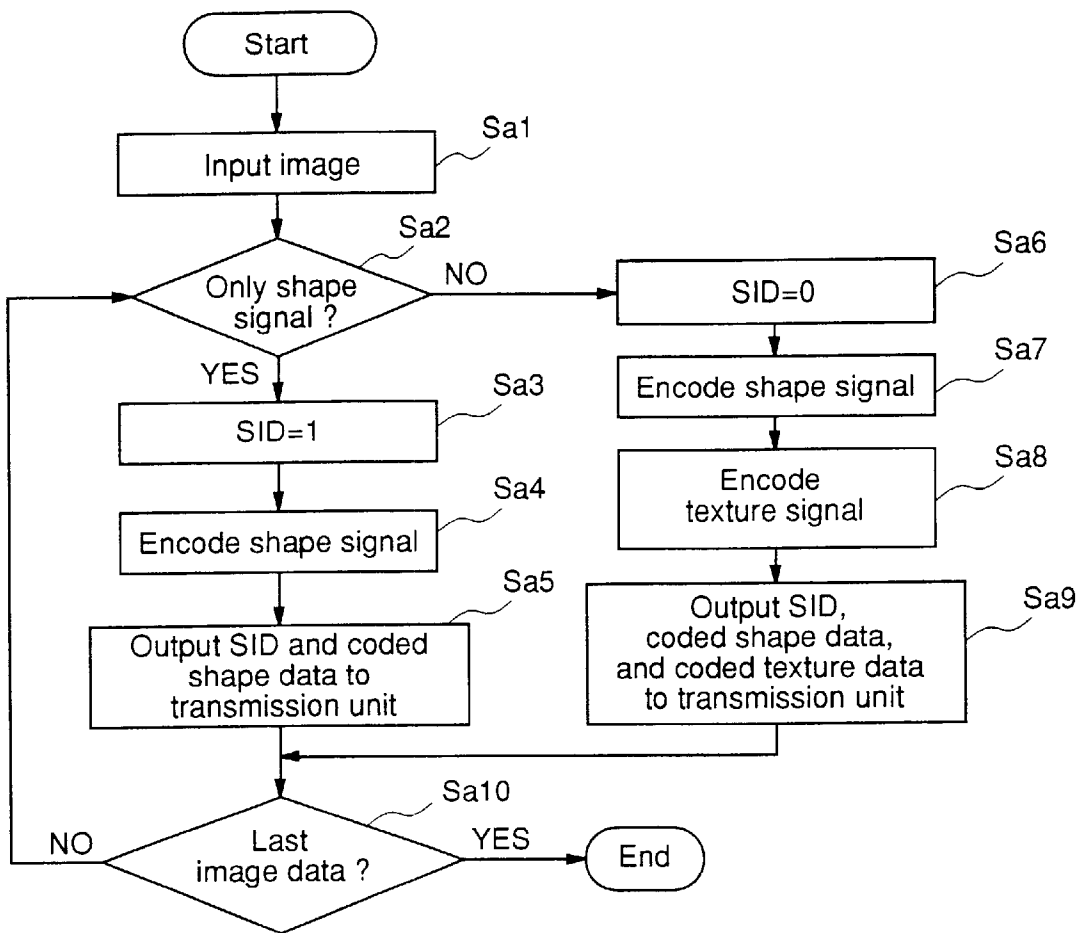 Start
Sa1
Input image
Sa2
Only shape
signal ?
NO
YES
Sa3
SID=1
Sa4
Encode shape signal
Sa5
Output SID and coded
shape data to
transmission unit
Sa6
SID=0
Sa7
Encode shape signal
Sa8
Encode
texture signal
Sa9
Output SID,
coded shape data,
and coded texture data
to transmission unit
Sa10
Last
image data ?
NO
YES
End